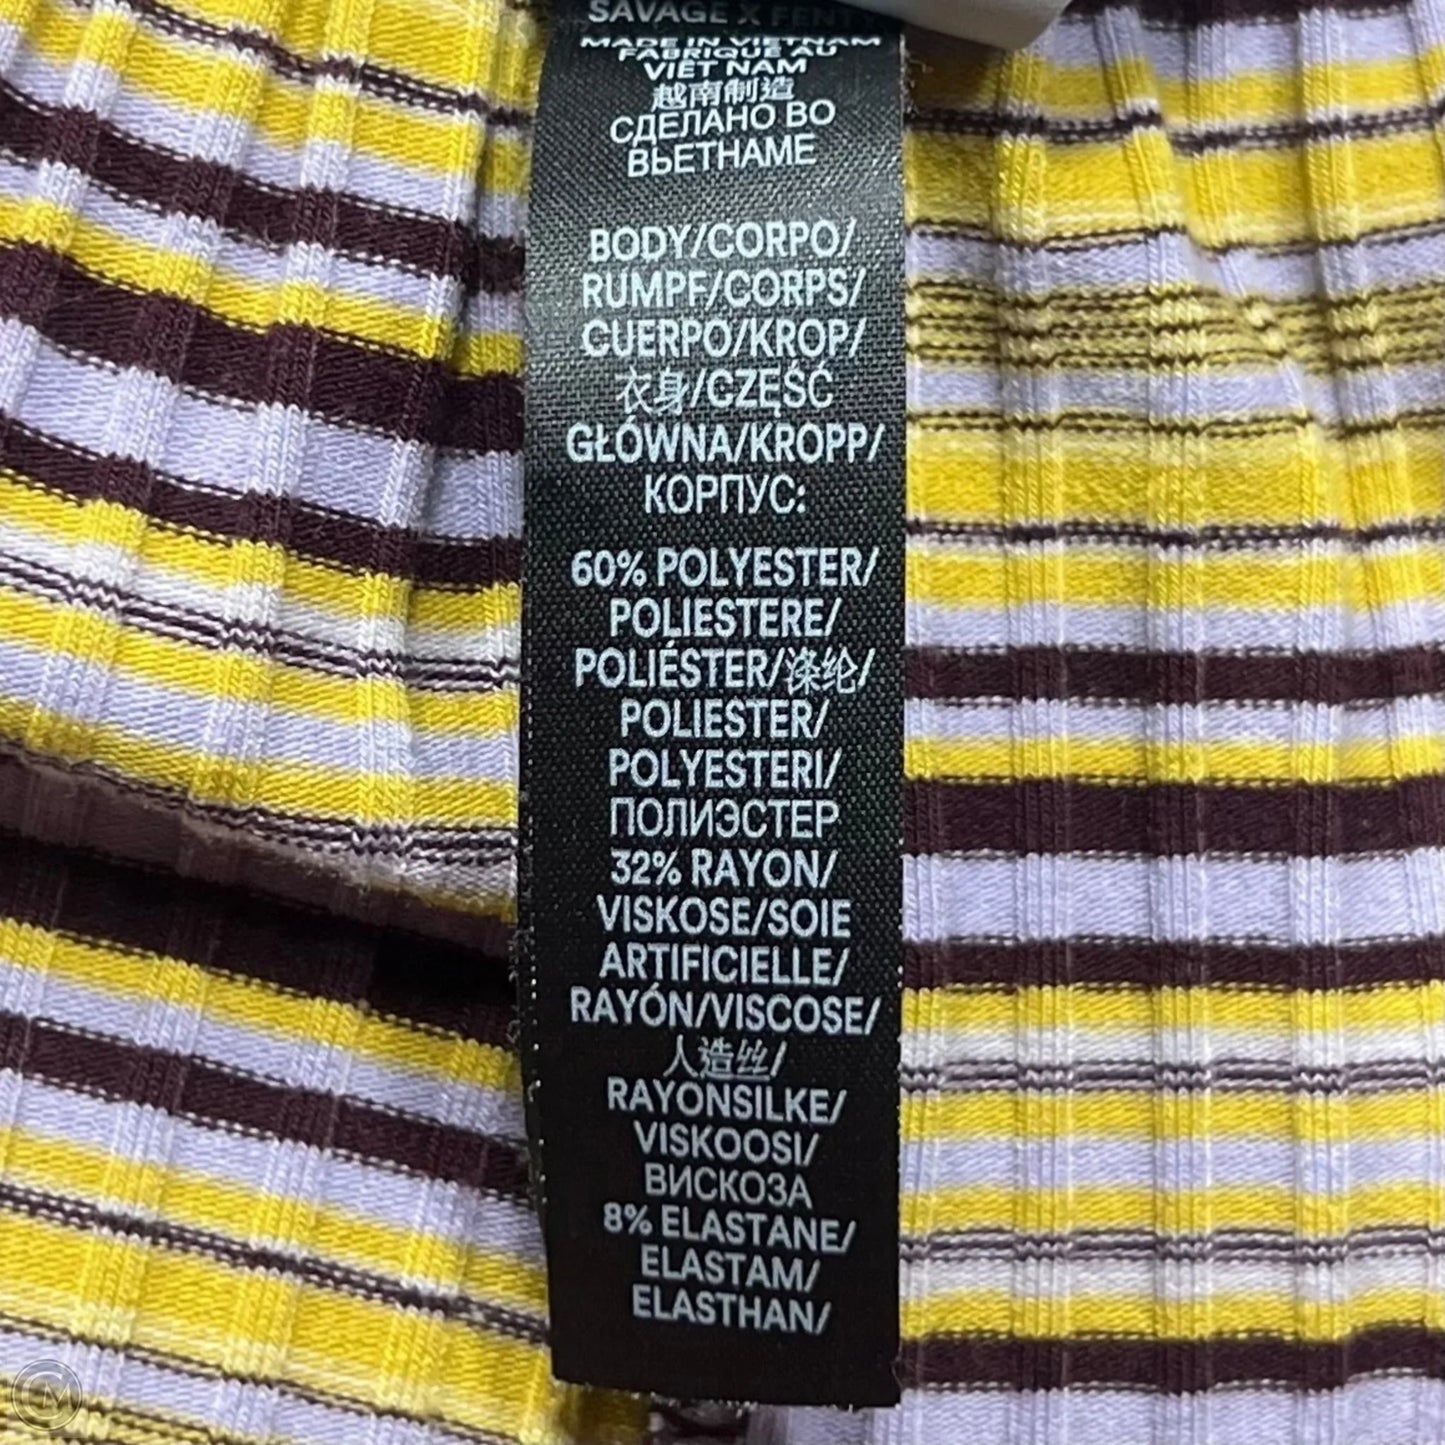 SAVAGE X FENTY
MADE IN VIETNAM
FABRIQUÉ AU
VIÊT NAM
越南制造
СДЕЛАНО ВО
ВЬЕТНАМЕ
BODY/CORPO/
RUMPF/CORPS/
CUERPO/KROP/
衣身/CZĘŚĆ
GŁÓWNA/KROPP/
КОРПУС:
60% POLYESTER/
POLIESTERE/
POLIÉSTER/涤纶/
POLIESTER/
POLYESTERI/
ПОЛИЭСТЕР
32% RAYON/
VISKOSE/SOIE
ARTIFICIELLE/
RAYÓN/VISCOSE/
人造丝/
RAYONSILKE/
VISKOOSI/
ВИСКОЗА
8% ELASTANE/
ELASTAM/
ELASTHAN/
CM